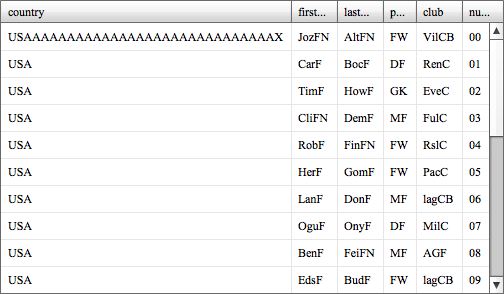 country first... last... p... club nu...
USAAAAAAAAAAAAAAAAAAAAAAAAAAAAAX JozFN AltFN FW VilCB 00
USA CarF BocF DF RenC 01
USA TimF HowF GK EveC 02
USA CliFN DemF MF FulC 03
USA RobF FinFN FW RslC 04
USA HerF GomF FW PacC 05
USA LanF DonF MF lagCB 06
USA OguF OnyF DF MilC 07
USA BenF FeiFN MF AGF 08
USA EdsF BudF FW lagCB 09